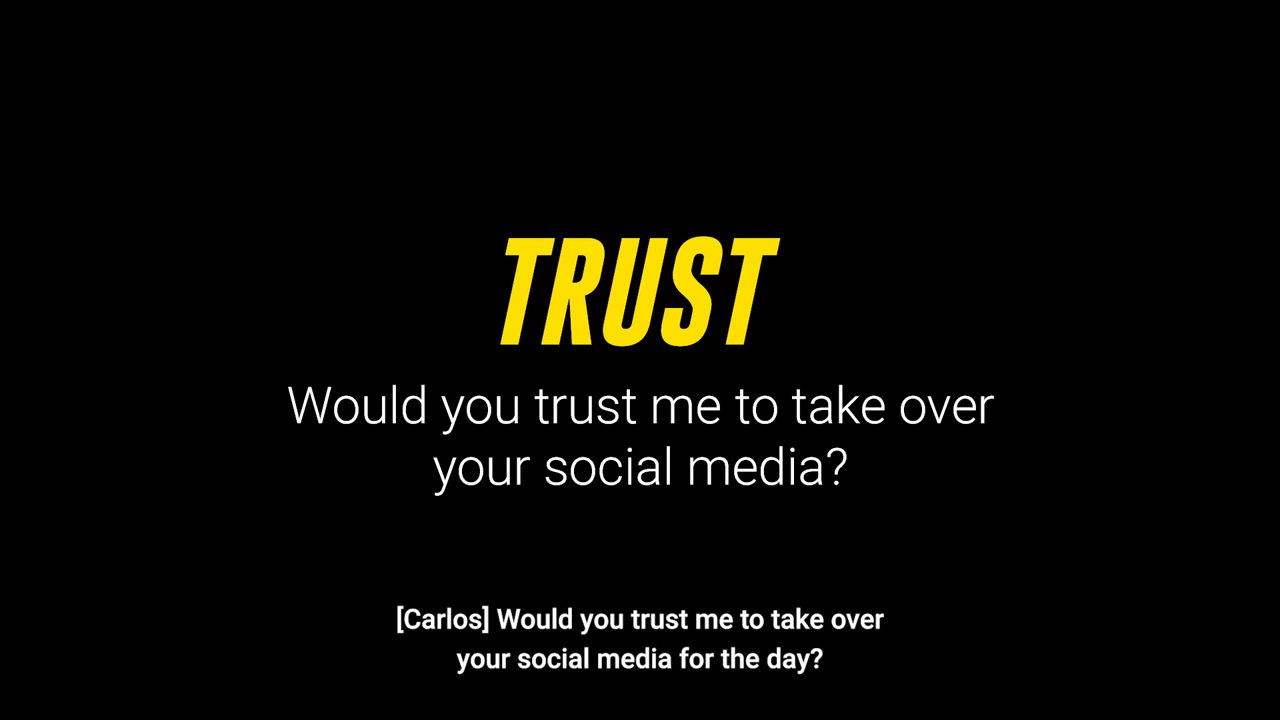 TRUST
Would you trust me to take over
your social media?
[Carlos] Would you trust me to take over
your social media for the day?